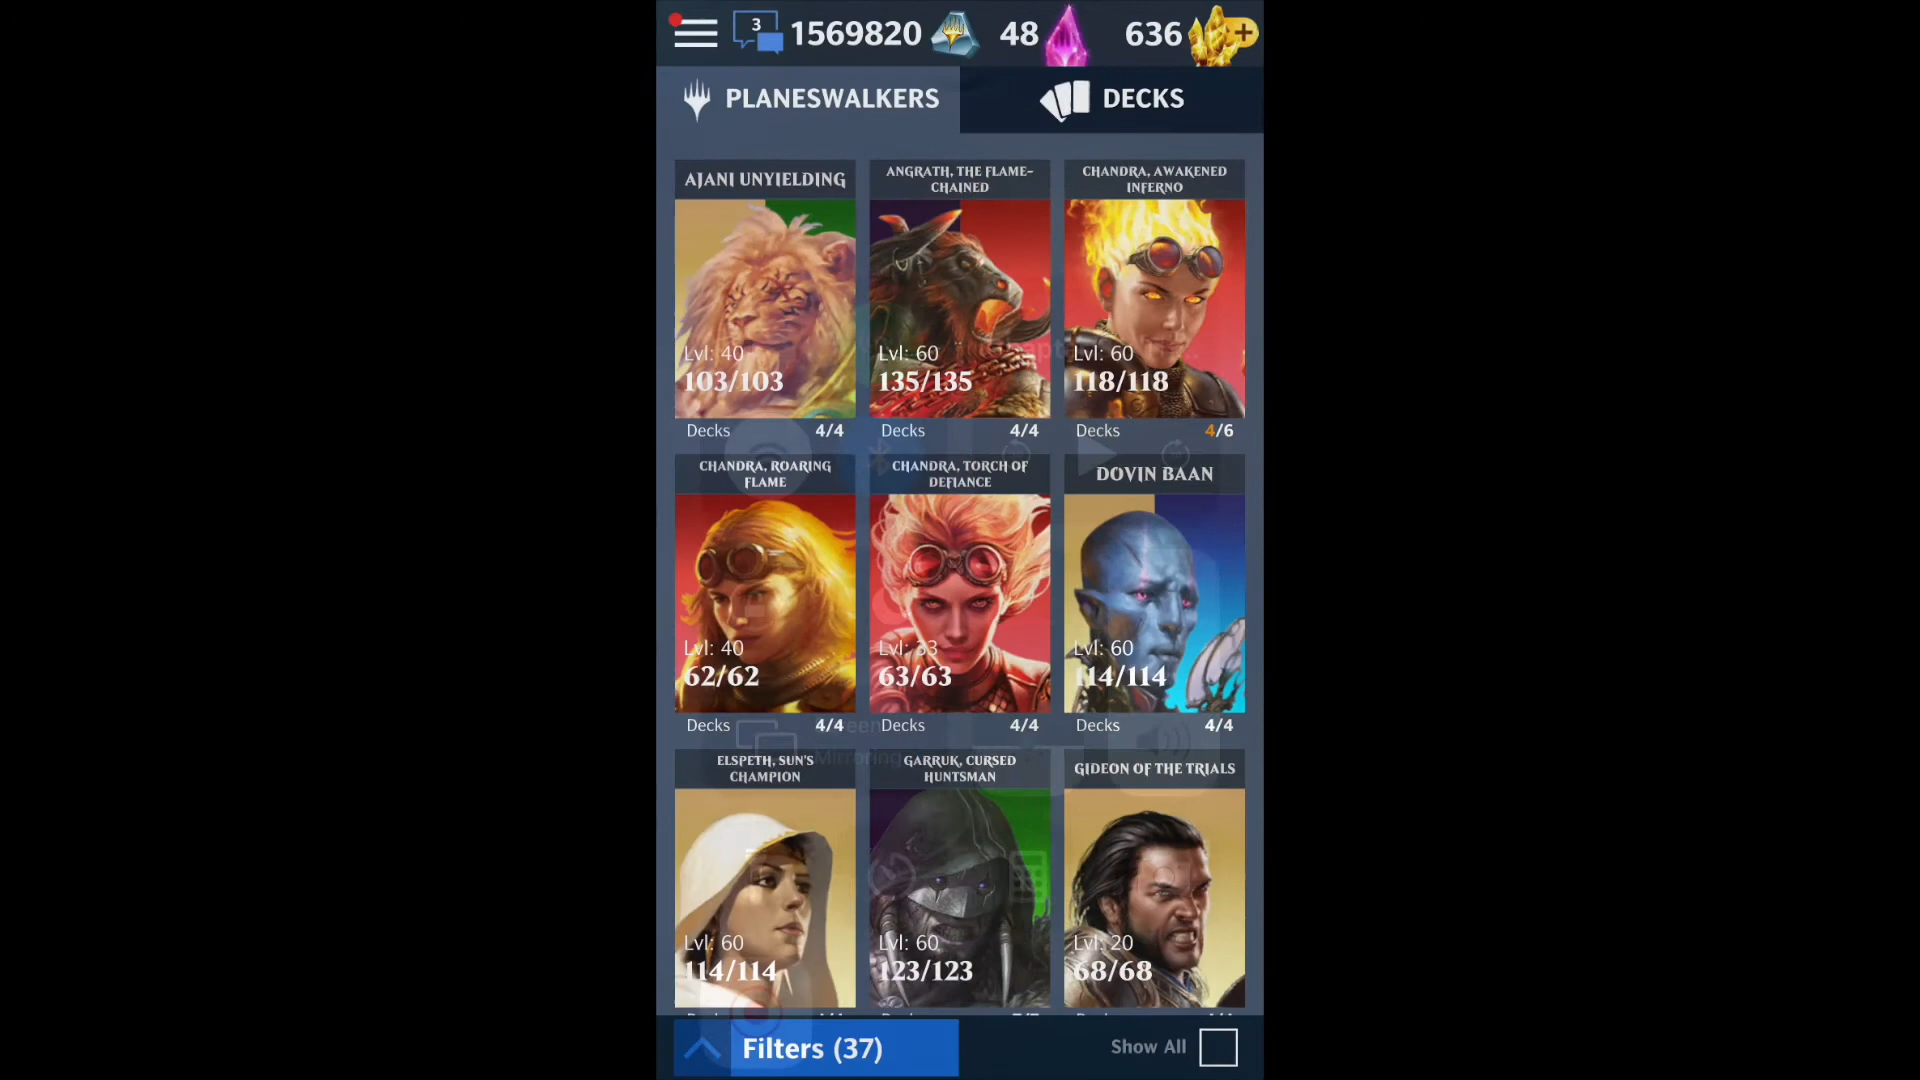 3 1569820 48 636 +
PLANESWALKERS DECKS
AJANI UNYIELDING
Lvl: 40
103/103
Decks 4/4
ANGRATH, THE FLAME-
CHAINED
Lvl: 60
135/135
Decks 4/4
CHANDRA, AWAKENED
INFERNO
Lvl: 60
118/118
Decks 4/6
CHANDRA, ROARING
FLAME
Lvl: 40
62/62
Decks 4/4
CHANDRA, TORCH OF
DEFIANCE
Lvl: 33
63/63
Decks 4/4
DOVIN BAAN
Lvl: 60
114/114
Decks 4/4
Mirroring
ELSPETH, SUN'S
CHAMPION
Lvl: 60
114/114
GARRUK, CURSED
HUNTSMAN
Lvl: 60
123/123
GIDEON OF THE TRIALS
Lvl: 20
68/68
Filters (37)
Show All